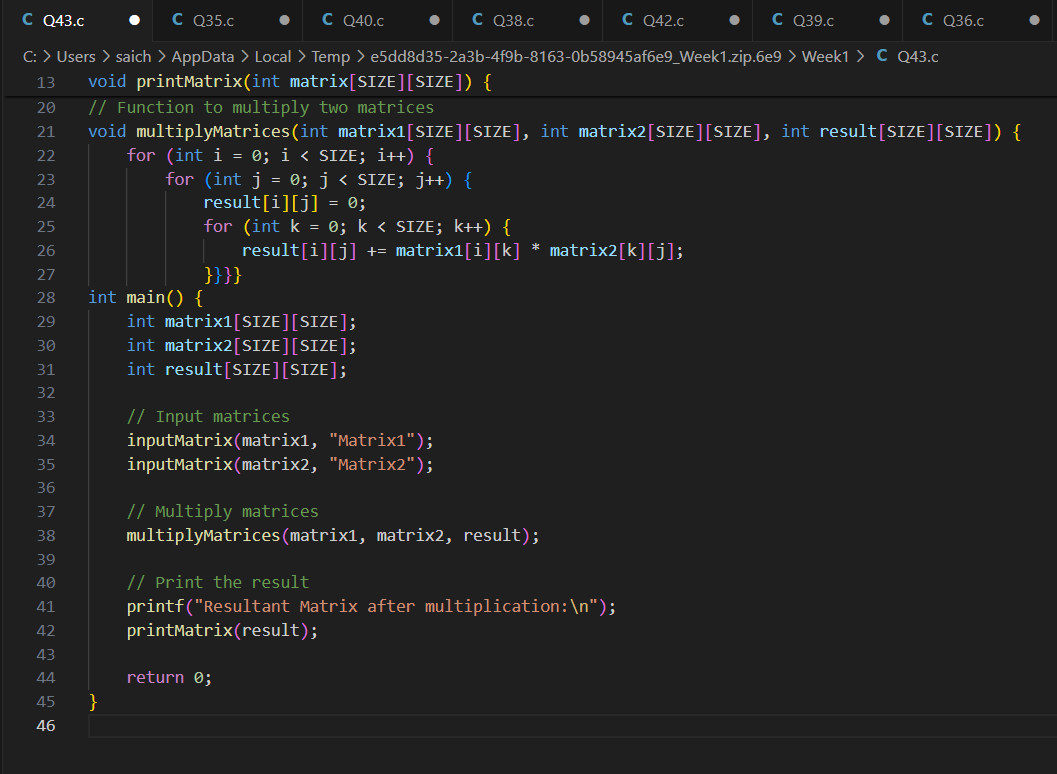 C Q43.c ● C Q35.c ● C Q40.c ● C Q38.c ● C Q42.c ● C Q39.c ● C Q36.c ●
C: > Users > saich > AppData > Local > Temp > e5dd8d35-2a3b-4f9b-8163-0b58945af6e9_Week1.zip.6e9 > Week1 > C Q43.c
13 void printMatrix(int matrix[SIZE][SIZE]) {
20 // Function to multiply two matrices
21 void multiplyMatrices(int matrix1[SIZE][SIZE], int matrix2[SIZE][SIZE], int result[SIZE][SIZE]) {
22     for (int i = 0; i < SIZE; i++) {
23         for (int j = 0; j < SIZE; j++) {
24             result[i][j] = 0;
25             for (int k = 0; k < SIZE; k++) {
26                 result[i][j] += matrix1[i][k] * matrix2[k][j];
27             }}}}
28 int main() {
29     int matrix1[SIZE][SIZE];
30     int matrix2[SIZE][SIZE];
31     int result[SIZE][SIZE];
32
33     // Input matrices
34     inputMatrix(matrix1, "Matrix1");
35     inputMatrix(matrix2, "Matrix2");
36
37     // Multiply matrices
38     multiplyMatrices(matrix1, matrix2, result);
39
40     // Print the result
41     printf("Resultant Matrix after multiplication:\n");
42     printMatrix(result);
43
44     return 0;
45 }
46